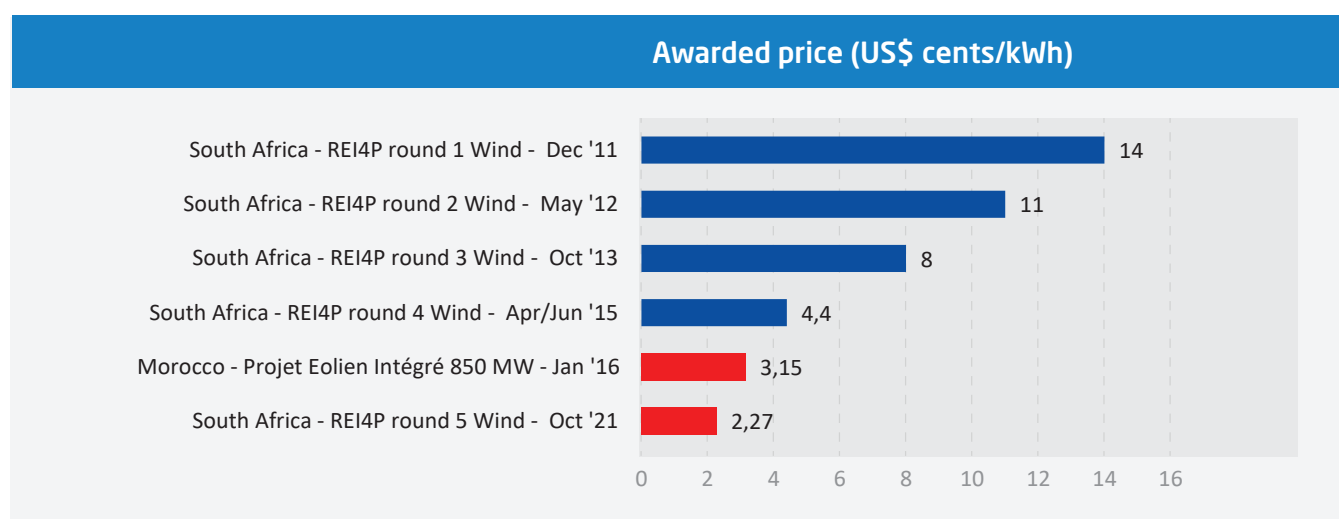 Awarded price (US$ cents/kWh)
South Africa - REI4P round 1 Wind - Dec '11 14
South Africa - REI4P round 2 Wind - May '12 11
South Africa - REI4P round 3 Wind - Oct '13 8
South Africa - REI4P round 4 Wind - Apr/Jun '15 4,4
Morocco - Projet Eolien Intégré 850 MW - Jan '16 3,15
South Africa - REI4P round 5 Wind - Oct '21 2,27
0 2 4 6 8 10 12 14 16